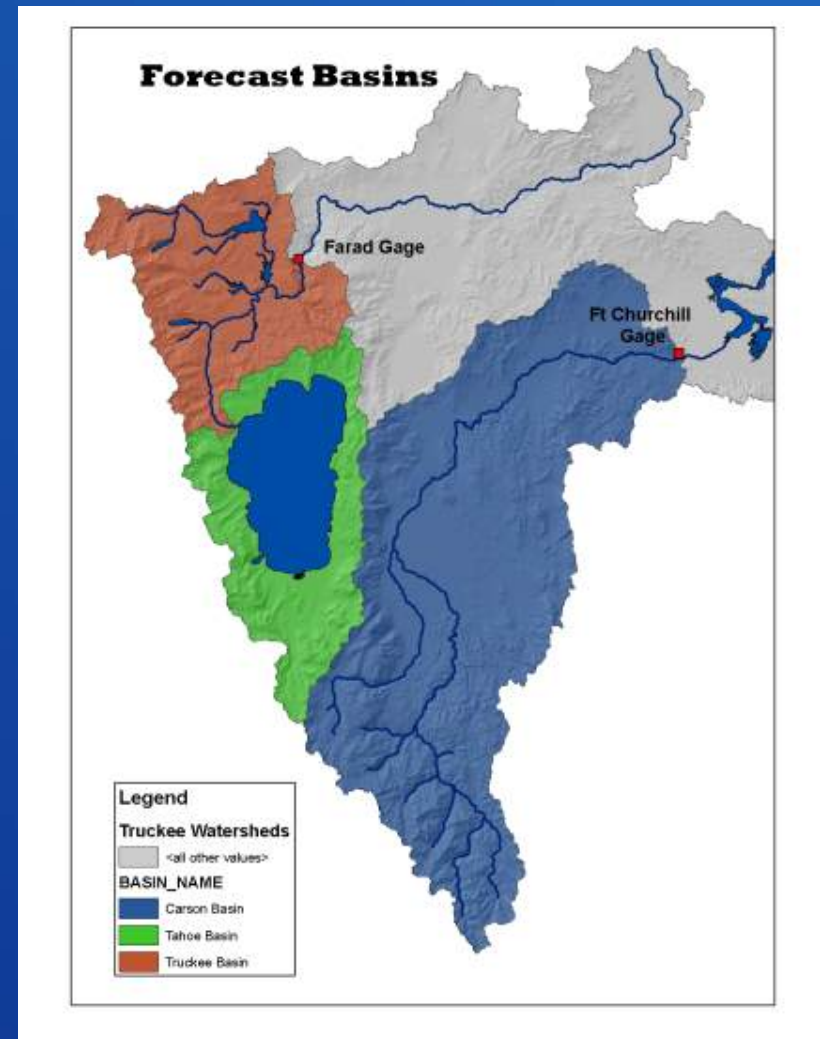 Forecast Basins
Farad Gage
Ft Churchill
Gage
Legend
Truckee Watersheds
<all other values>
BASIN_NAME
Carson Basin
Tahoe Basin
Truckee Basin